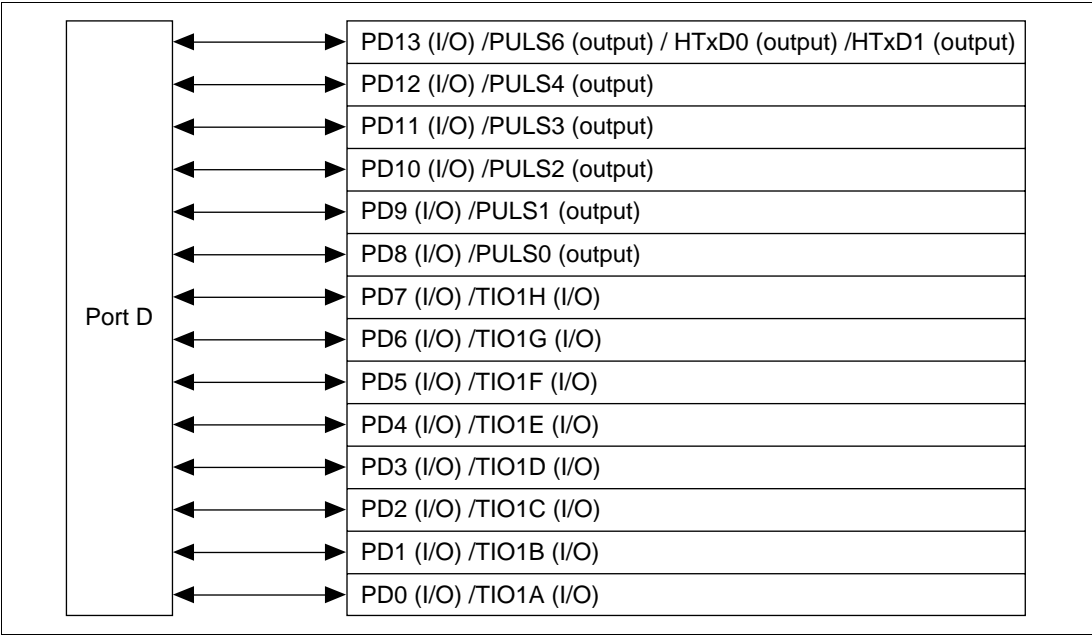 PD13 (I/O) /PULS6 (output) / HTxD0 (output) /HTxD1 (output)
PD12 (I/O) /PULS4 (output)
PD11 (I/O) /PULS3 (output)
PD10 (I/O) /PULS2 (output)
PD9 (I/O) /PULS1 (output)
PD8 (I/O) /PULS0 (output)
Port D
PD7 (I/O) /TIO1H (I/O)
PD6 (I/O) /TIO1G (I/O)
PD5 (I/O) /TIO1F (I/O)
PD4 (I/O) /TIO1E (I/O)
PD3 (I/O) /TIO1D (I/O)
PD2 (I/O) /TIO1C (I/O)
PD1 (I/O) /TIO1B (I/O)
PD0 (I/O) /TIO1A (I/O)